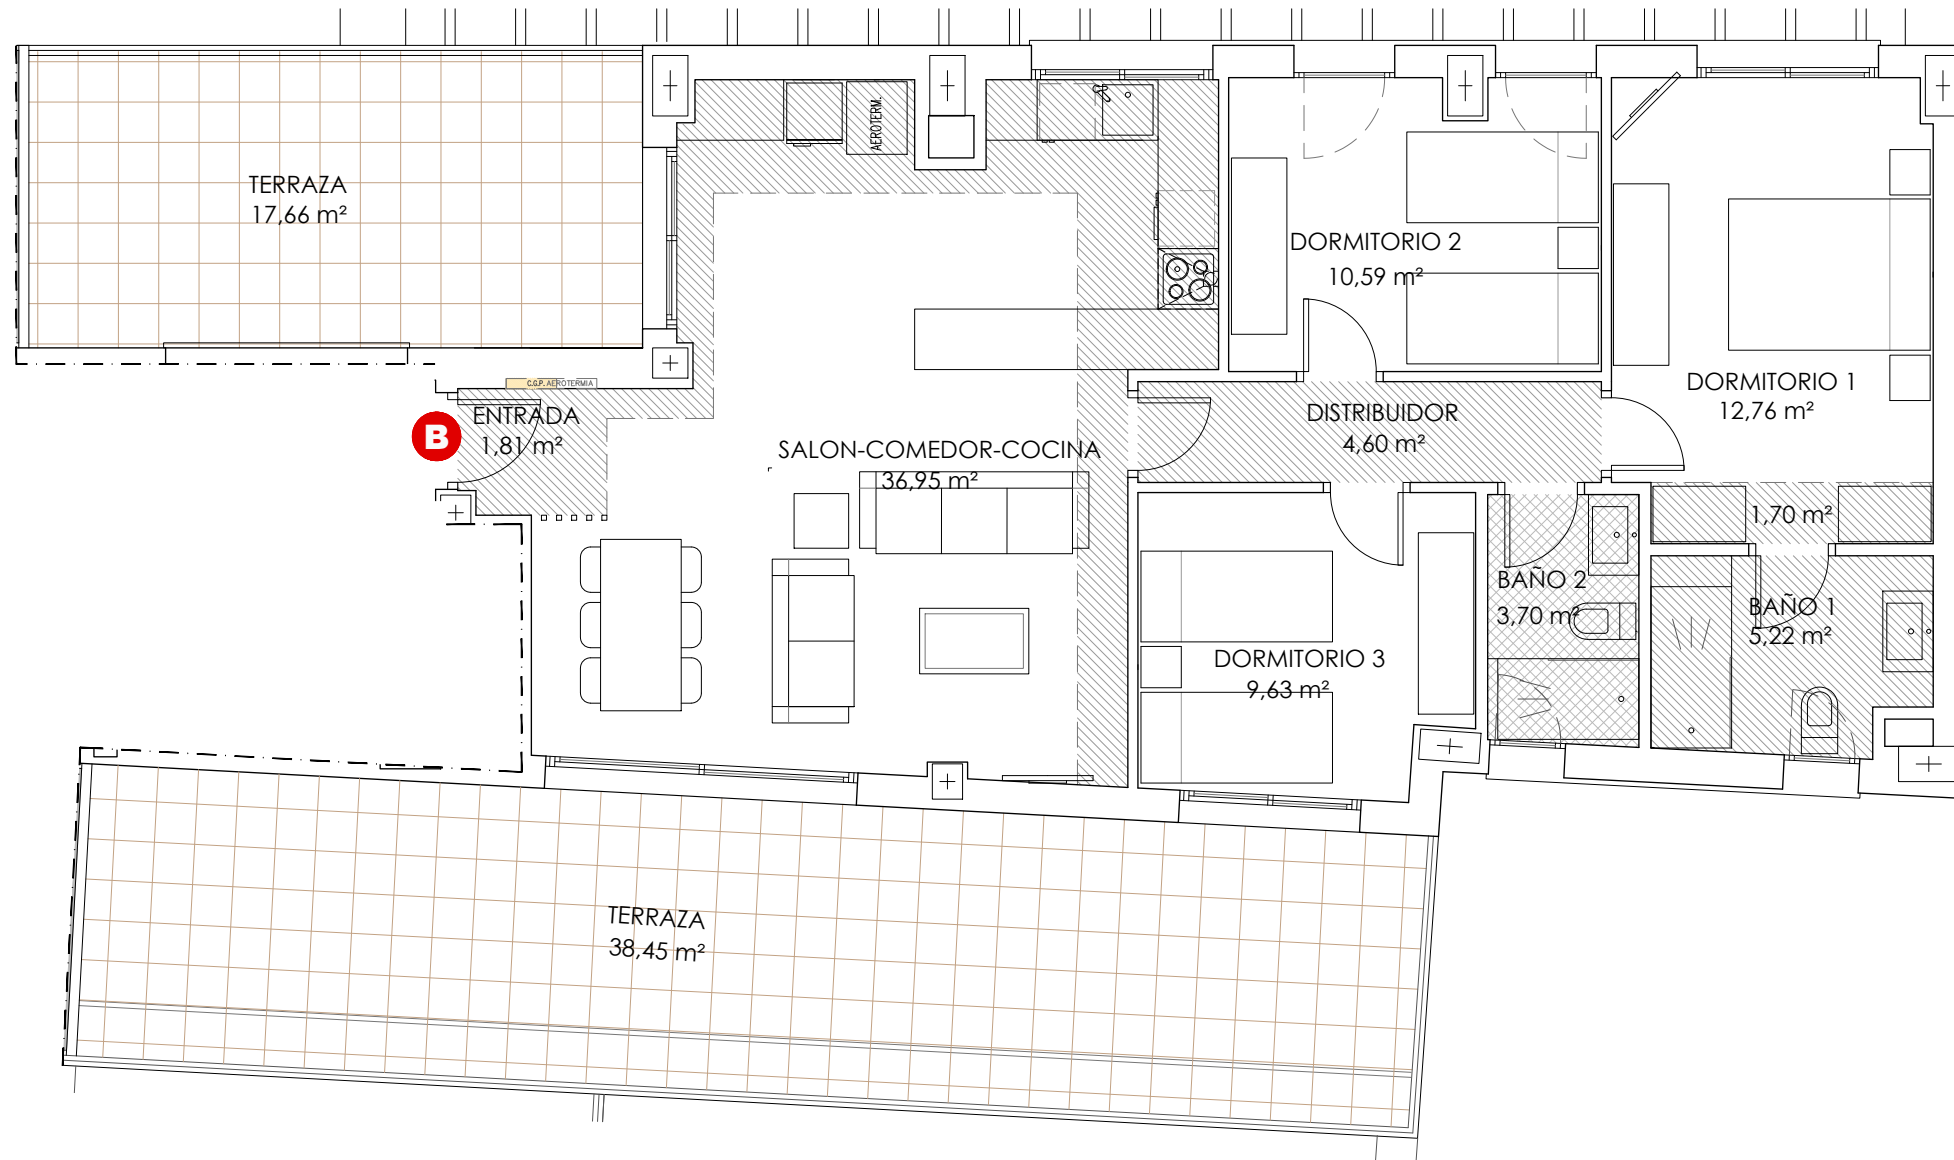 TERRAZA
17,66 m²
AEROTERM.
DORMITORIO 2
10,59 m²
DORMITORIO 1
12,76 m²
C.G.P. AEROTERMIA
B
ENTRADA
1,81 m²
SALON-COMEDOR-COCINA
36,95 m²
DISTRIBUIDOR
4,60 m²
1,70 m²
BAÑO 2
3,70 m²
BAÑO 1
5,22 m²
DORMITORIO 3
9,63 m²
TERRAZA
38,45 m²